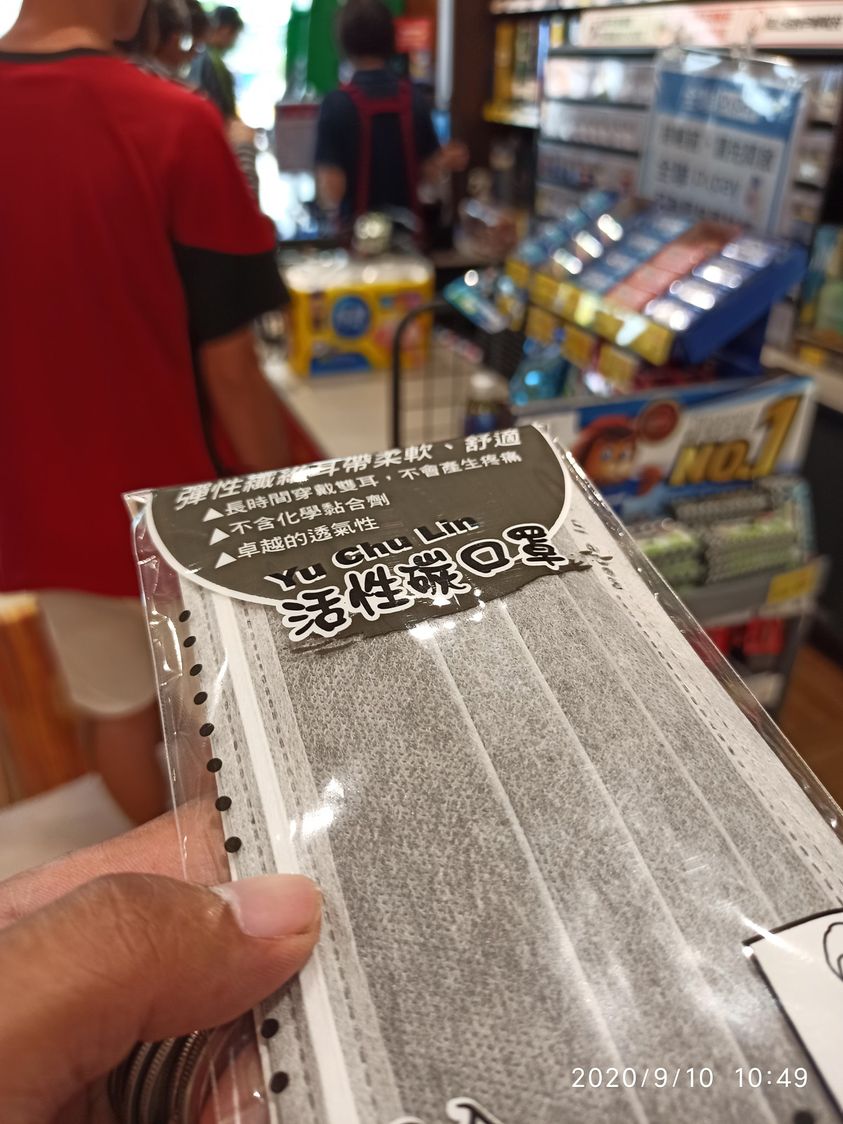 彈性纖維耳帶柔軟、舒適
▲長時間穿戴雙耳，不會產生疼痛
▲不含化學黏合劑
▲卓越的透氣性
Yu Chu Lin
活性碳口罩
NO.1
2020/9/10 10:49